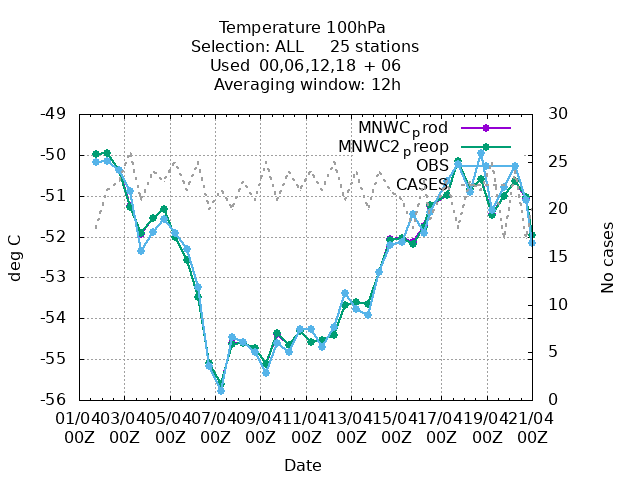 Temperature 100hPa
Selection: ALL 25 stations
Used 00,06,12,18 + 06
Averaging window: 12h
MNWCprod
MNWC2preop
OBS
CASES
deg C
-49
-50
-51
-52
-53
-54
-55
-56
No cases
30
25
20
15
10
5
0
01/04 03/04 05/04 07/04 09/04 11/04 13/04 15/04 17/04 19/04 21/04
00Z 00Z 00Z 00Z 00Z 00Z 00Z 00Z 00Z 00Z 00Z
Date